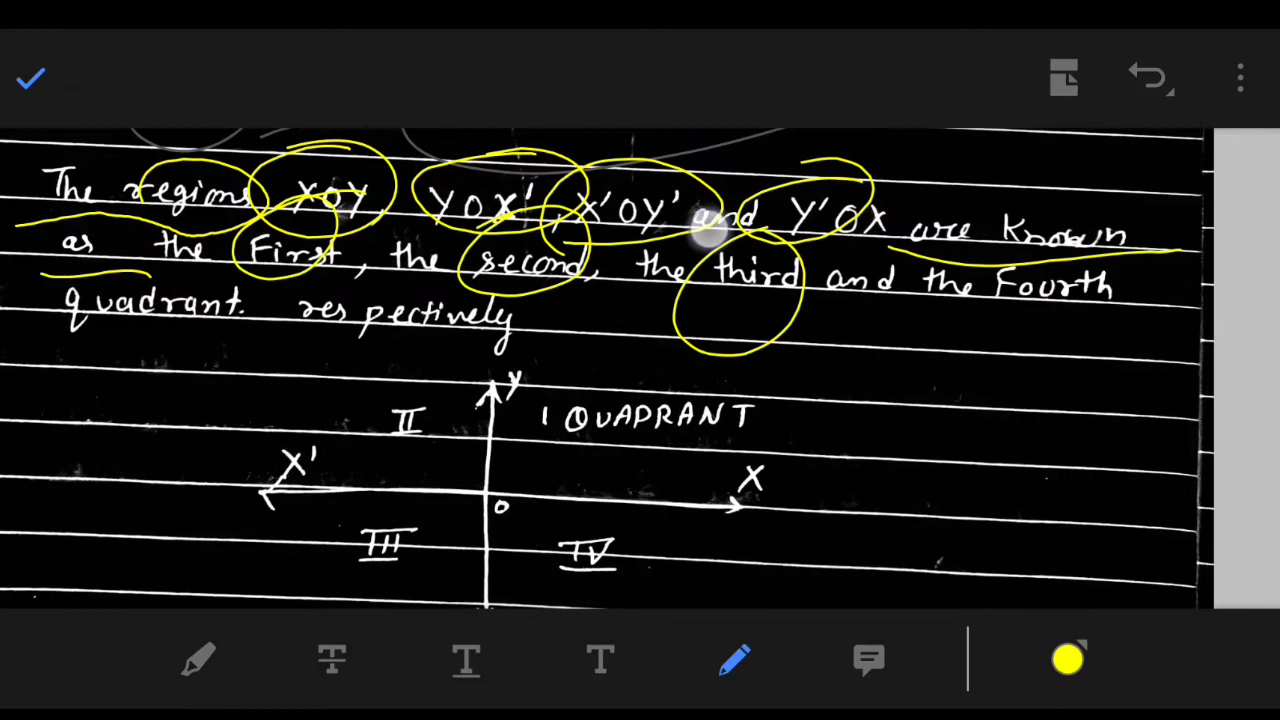 The regions XOY, YOX', X'OY' and Y'OX are known
as the First, the second, the third and the Fourth
quadrant. respectively
Y
II
1 QUADRANT
X'
X
O
III
IV